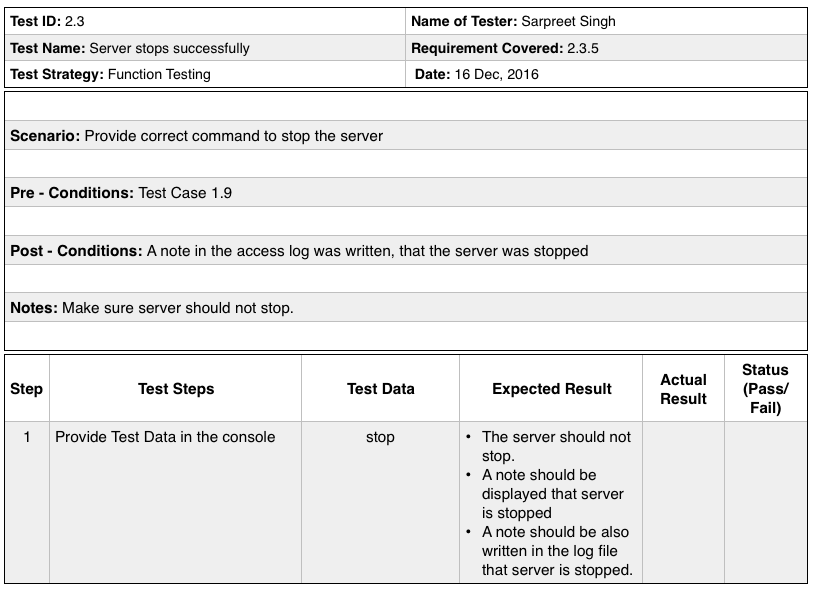 Test ID: 2.3
Name of Tester: Sarpreet Singh
Test Name: Server stops successfully
Requirement Covered: 2.3.5
Test Strategy: Function Testing
Date: 16 Dec, 2016
Scenario: Provide correct command to stop the server
Pre - Conditions: Test Case 1.9
Post - Conditions: A note in the access log was written, that the server was stopped
Notes: Make sure server should not stop.
Step
Test Steps
Test Data
Expected Result
Actual
Result
Status
(Pass/
Fail)
1
Provide Test Data in the console
stop
• The server should not
stop.
• A note should be
displayed that server
is stopped
• A note should be also
written in the log file
that server is stopped.